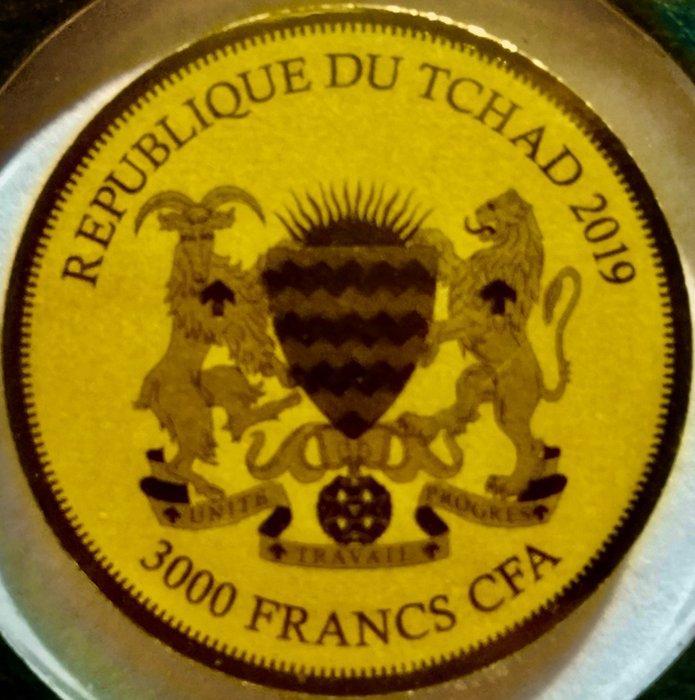 REPUBLIQUE DU TCHAD 2019
UNITE TRAVAIL PROGRES
3000 FRANCS CFA